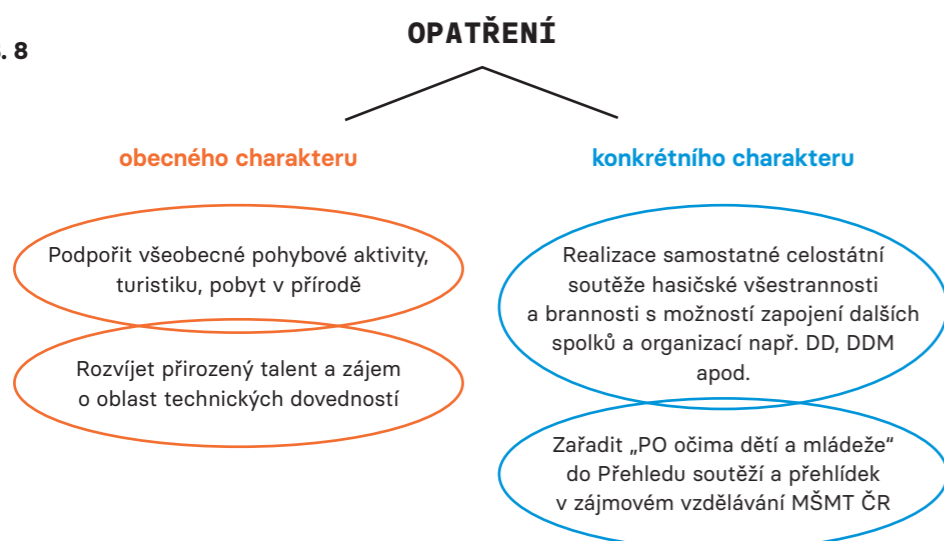 . 8
OPATŘENÍ
obecného charakteru
Podpořit všeobecné pohybové aktivity,
turistiku, pobyt v přírodě
Rozvíjet přirozený talent a zájem
o oblast technických dovedností
konkrétního charakteru
Realizace samostatné celostátní
soutěže hasičské všestrannosti
a brannosti s možností zapojení dalších
spolků a organizací např. DD, DDM
apod.
Zařadit „PO očima dětí a mládeže“
do Přehledu soutěží a přehlídek
v zájmovém vzdělávání MŠMT ČR